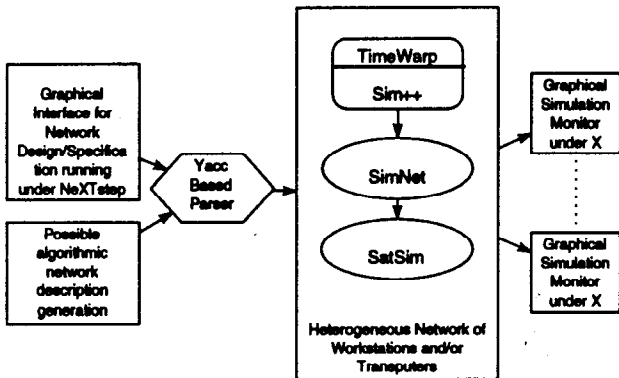 Graphical
Interface for
Network
Design/Specifica
tion running
under NeXTstep
Possible
algorithmic
network
description
generation
Yacc
Based
Parser
TimeWarp
Sim++
SimNet
SatSim
Heterogeneous Network of
Workstations and/or
Transputers
Graphical
Simulation
Monitor
under X
Graphical
Simulation
Monitor
under X